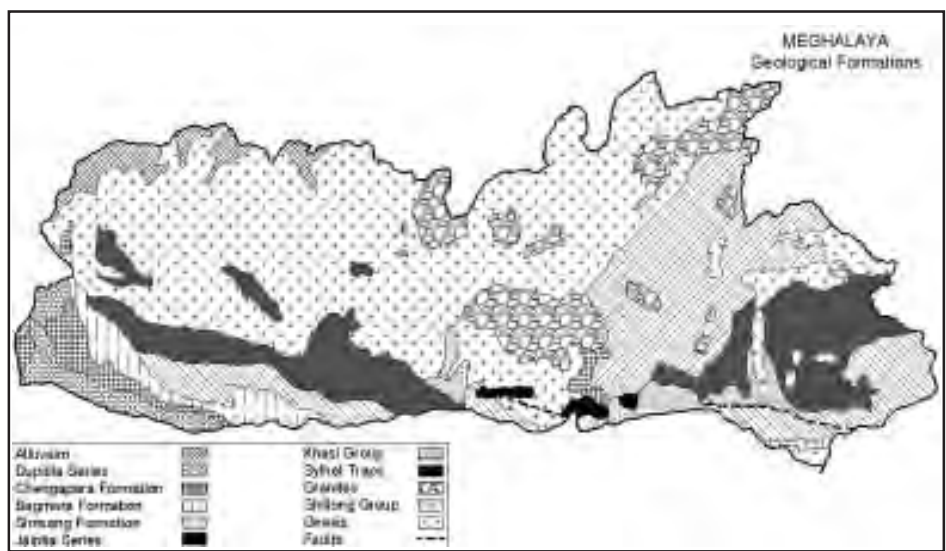 MEGHALAYA
Geological Formations
Alluvium
Dupitila Series
Chengapara Formation
Bagmara Formation
Simsang Formation
Jaintia Series
Khasi Group
Sylhet Traps
Granites
Shillong Group
Gneiss
Faults